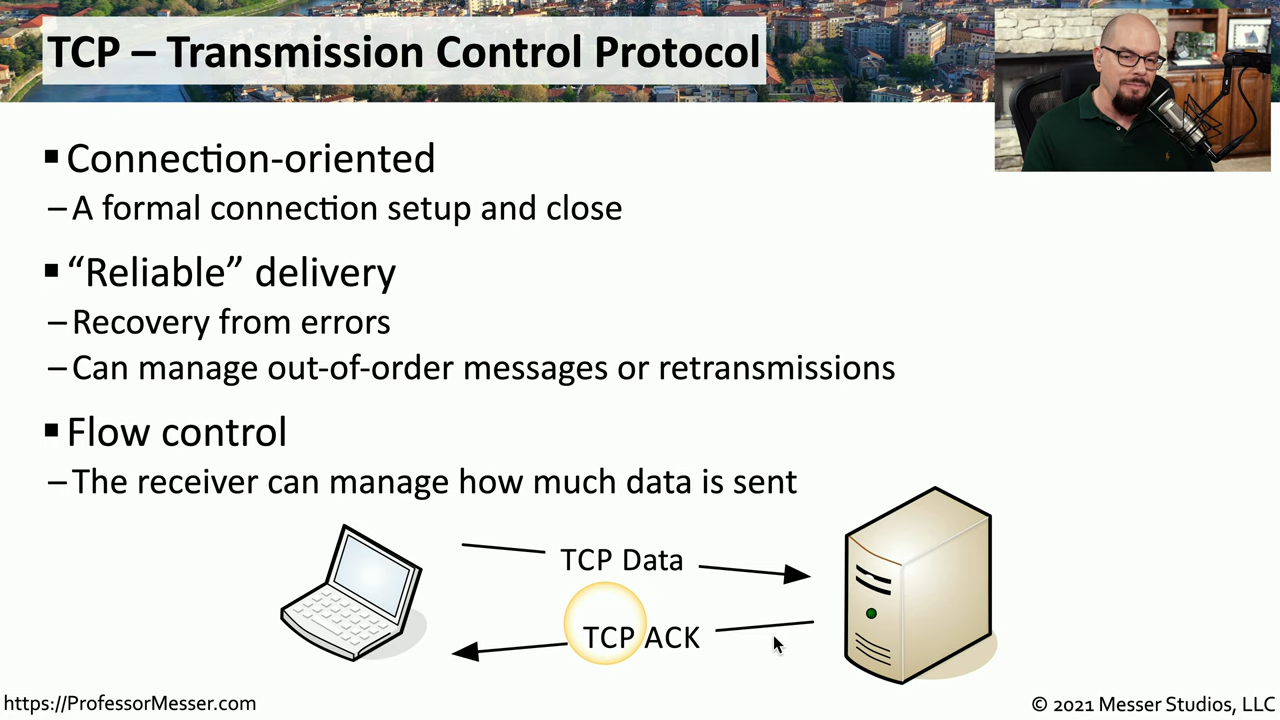 TCP – Transmission Control Protocol
▪ Connection-oriented
– A formal connection setup and close
▪ “Reliable” delivery
– Recovery from errors
– Can manage out-of-order messages or retransmissions
▪ Flow control
– The receiver can manage how much data is sent
TCP Data
TCP ACK
https://ProfessorMesser.com
© 2021 Messer Studios, LLC